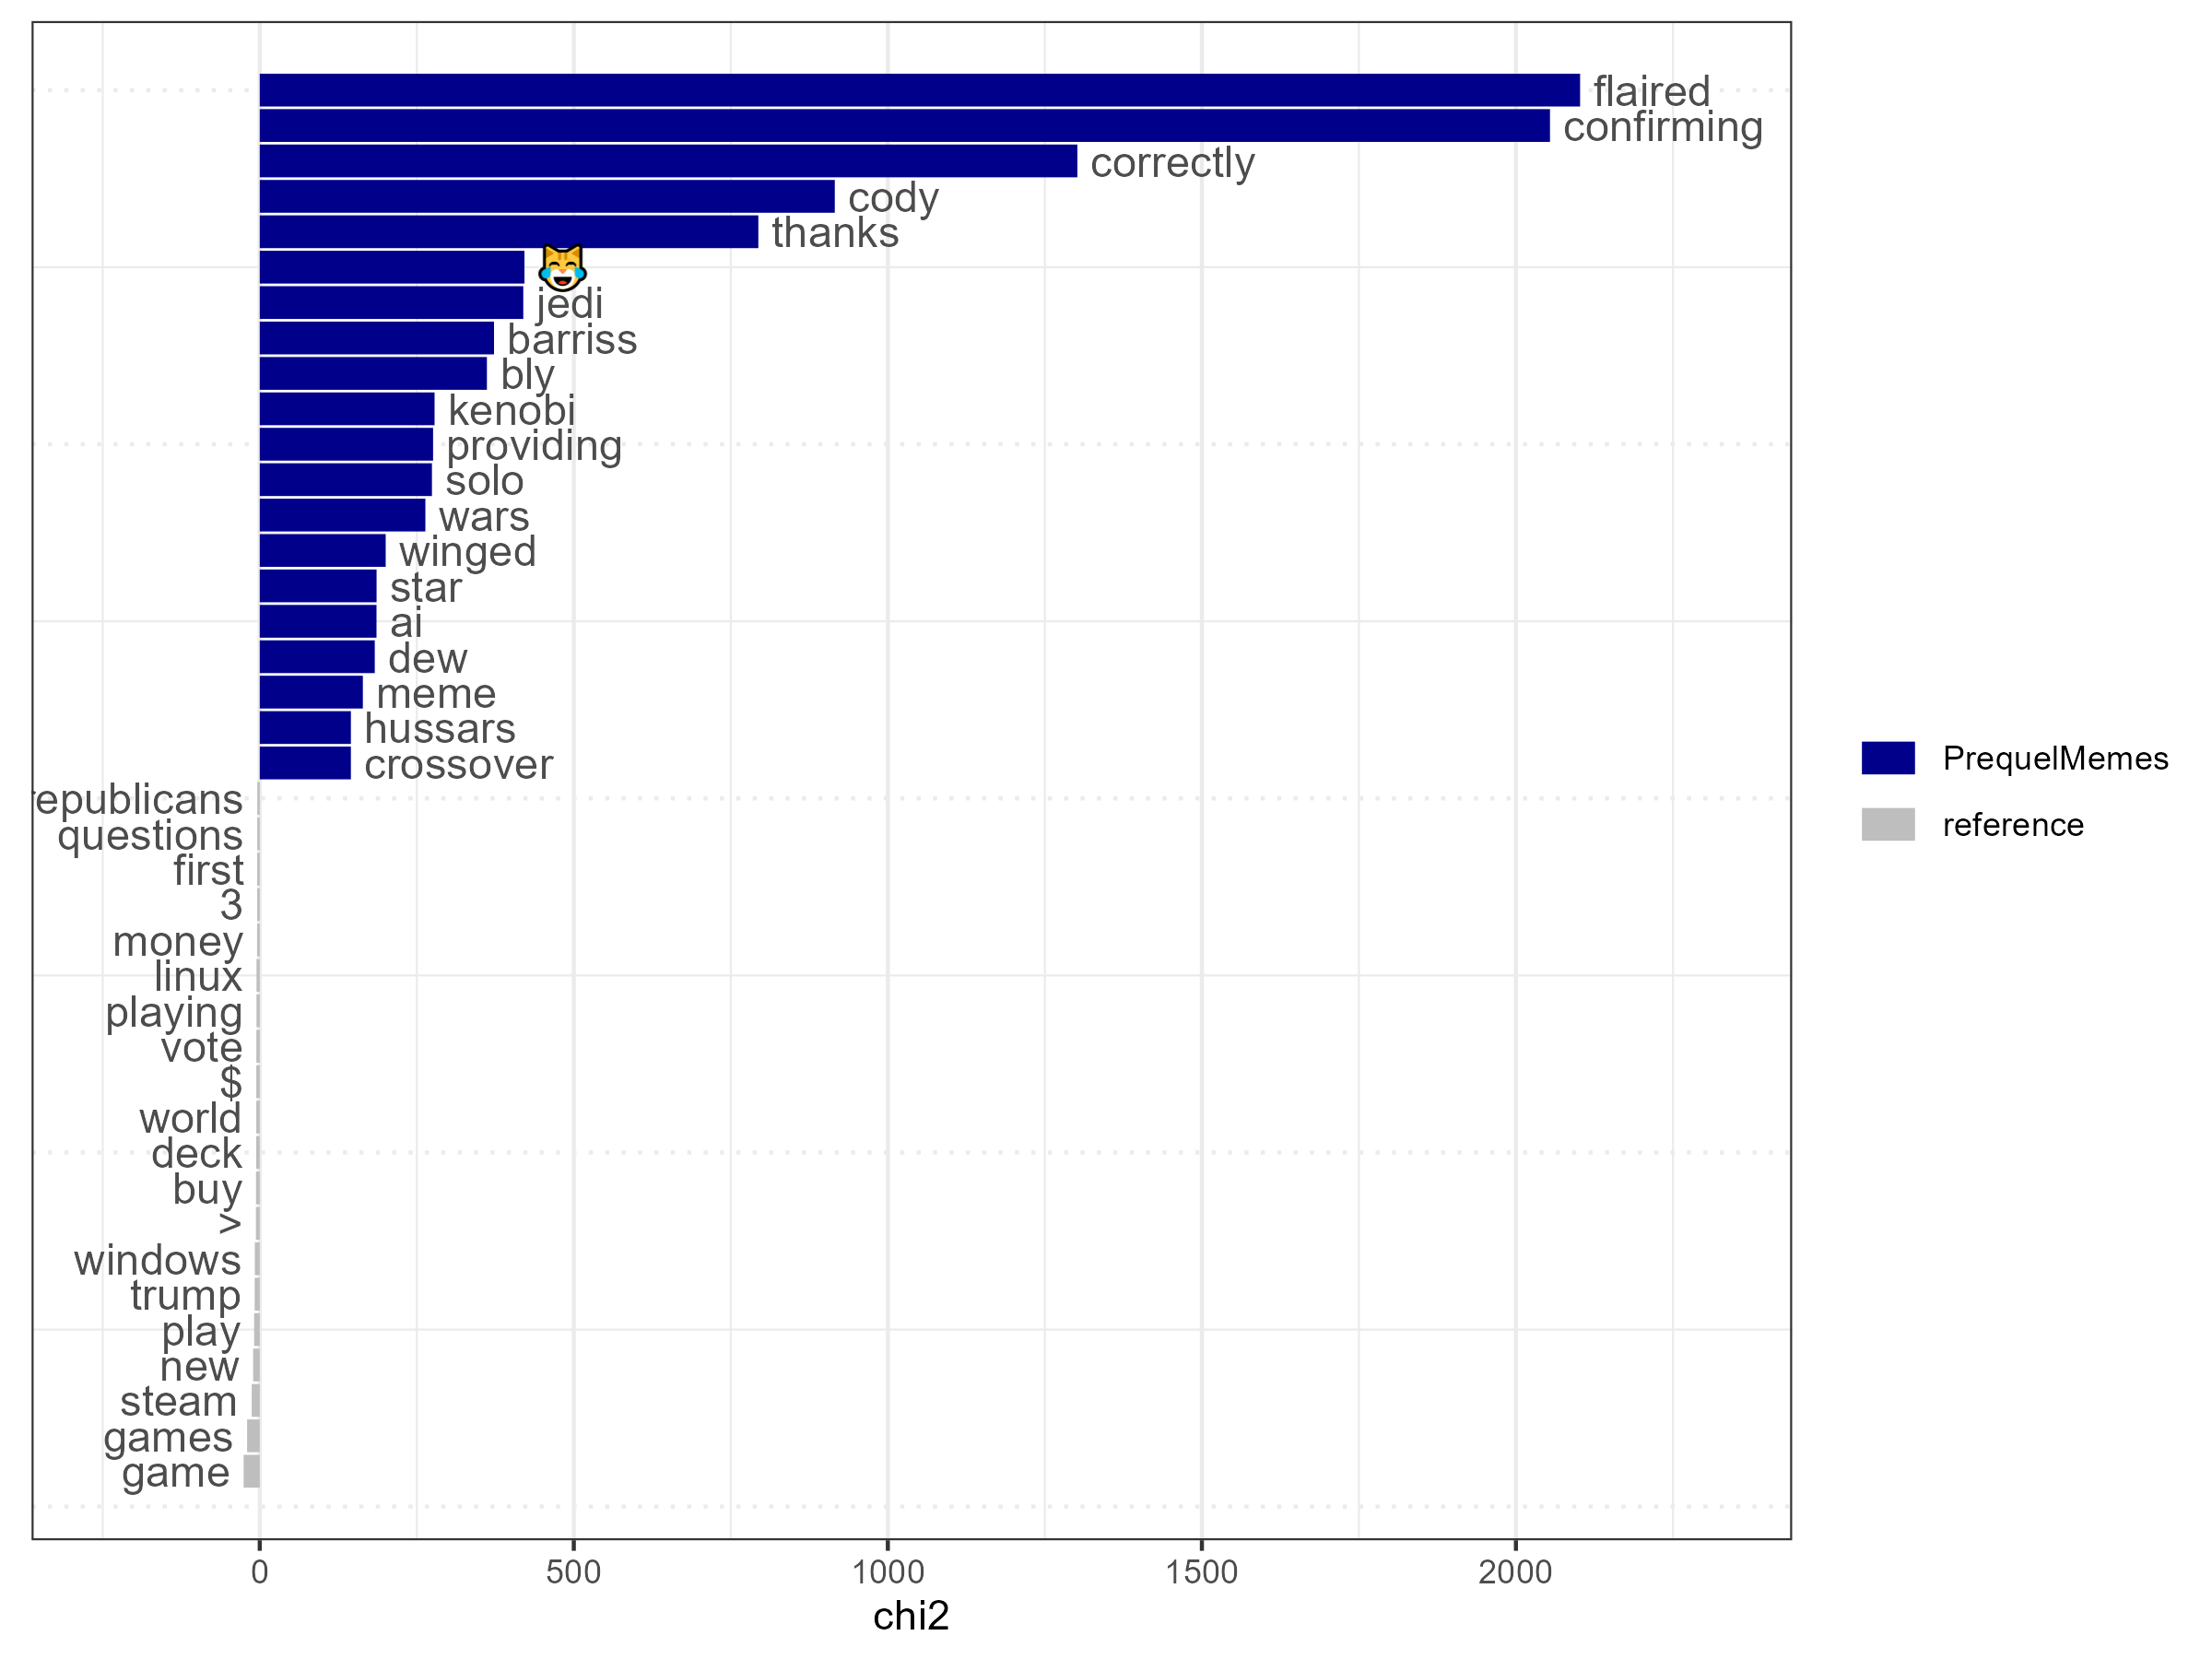 flaired
confirming
correctly
cody
thanks
😹
jedi
barriss
bly
kenobi
providing
solo
wars
winged
star
ai
dew
meme
hussars
crossover
epublicans
questions
first
3
money
linux
playing
vote
$
world
deck
buy
>
windows
trump
play
new
steam
games
game
0 500 1000 1500 2000
chi2
PrequelMemes
reference